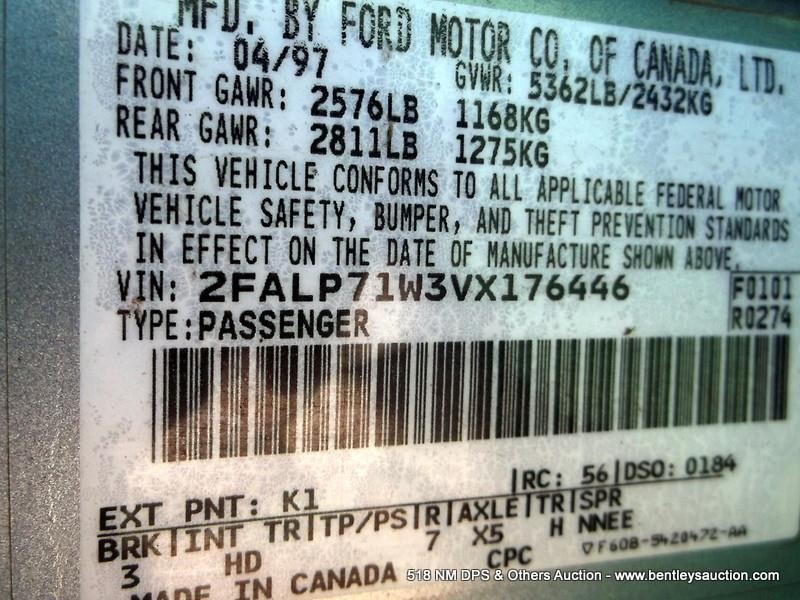 MFD. BY FORD MOTOR CO. OF CANADA, LTD.
DATE: 04/97 GVWR: 5362LB/2432KG
FRONT GAWR: 2576LB 1168KG
REAR GAWR: 2811LB 1275KG
THIS VEHICLE CONFORMS TO ALL APPLICABLE FEDERAL MOTOR
VEHICLE SAFETY, BUMPER, AND THEFT PREVENTION STANDARDS
IN EFFECT ON THE DATE OF MANUFACTURE SHOWN ABOVE.
VIN: 2FALP71W3VX176446 F0101
TYPE: PASSENGER R0274
EXT PNT: K1 |RC: 56|DSO: 0184
BRK|INT TR|TP/PS|R|AXLE|TR|SPR
3 HD 7 X5 H NNEE
MADE IN CANADA CPC ▽F60B-5420472-AA
518 NM DPS & Others Auction - www.bentleysauction.com